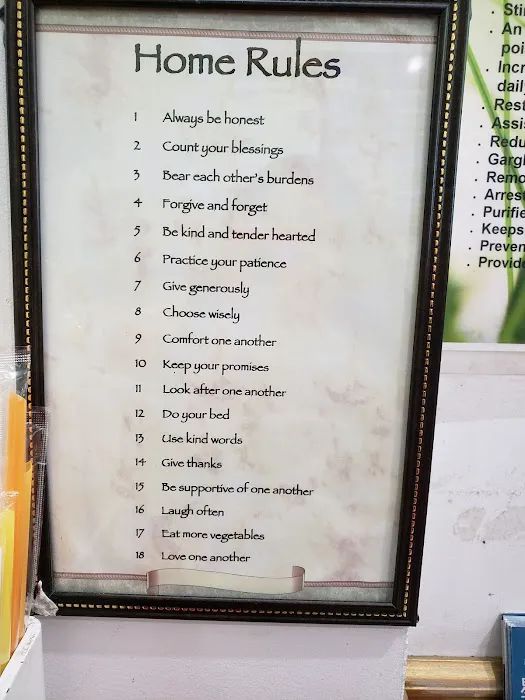 Home Rules
1 Always be honest
2 Count your blessings
3 Bear each other's burdens
4 Forgive and forget
5 Be kind and tender hearted
6 Practice your patience
7 Give generously
8 Choose wisely
9 Comfort one another
10 Keep your promises
11 Look after one another
12 Do your bed
13 Use kind words
14 Give thanks
15 Be supportive of one another
16 Laugh often
17 Eat more vegetables
18 Love one another
. An
. Keeps